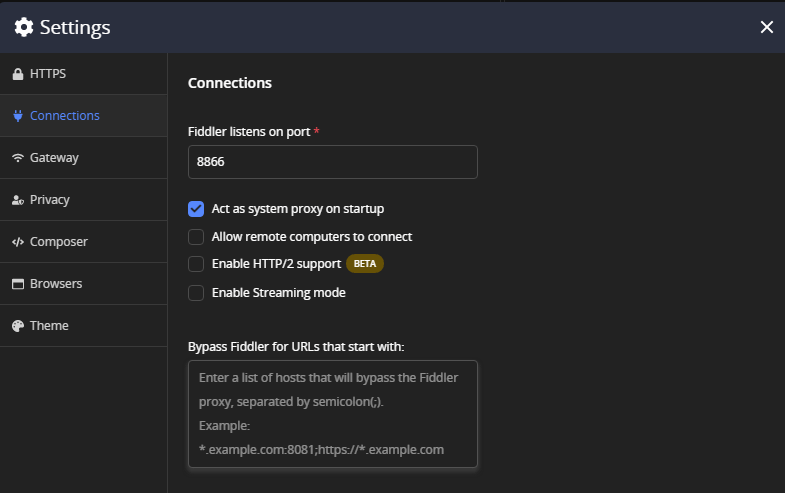 Settings
HTTPS
Connections
Gateway
Privacy
Composer
Browsers
Theme
Connections
Fiddler listens on port *
8866
Act as system proxy on startup
Allow remote computers to connect
Enable HTTP/2 support BETA
Enable Streaming mode
Bypass Fiddler for URLs that start with:
Enter a list of hosts that will bypass the Fiddler
proxy, separated by semicolon(;).
Example:
*.example.com:8081;https://*.example.com